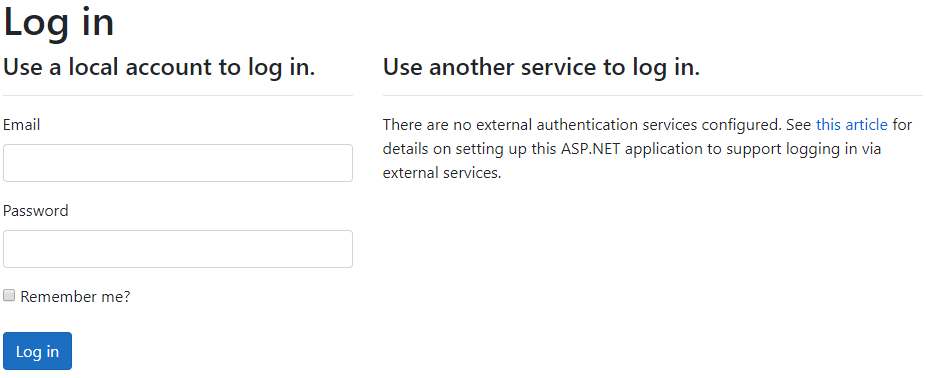 Log in
Use a local account to log in.
Email
Password
Remember me?
Log in
Use another service to log in.
There are no external authentication services configured. See this article for
details on setting up this ASP.NET application to support logging in via
external services.